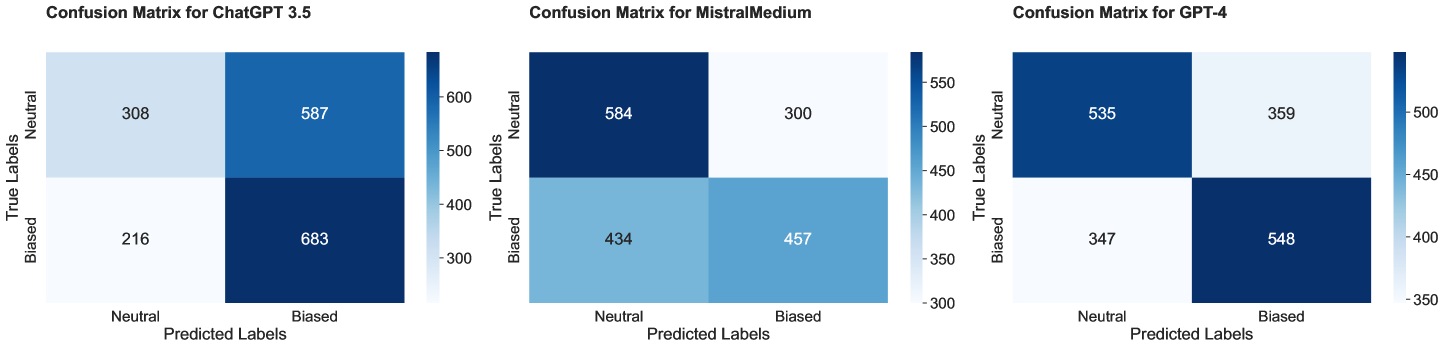 Confusion Matrix for ChatGPT 3.5
308 587
216 683
Neutral
Biased
True Labels
Neutral Biased
Predicted Labels
600
500
400
300
Confusion Matrix for MistralMedium
584 300
434 457
Neutral
Biased
True Labels
Neutral Biased
Predicted Labels
550
500
450
400
350
300
Confusion Matrix for GPT-4
535 359
347 548
Neutral
Biased
True Labels
Neutral Biased
Predicted Labels
500
450
400
350